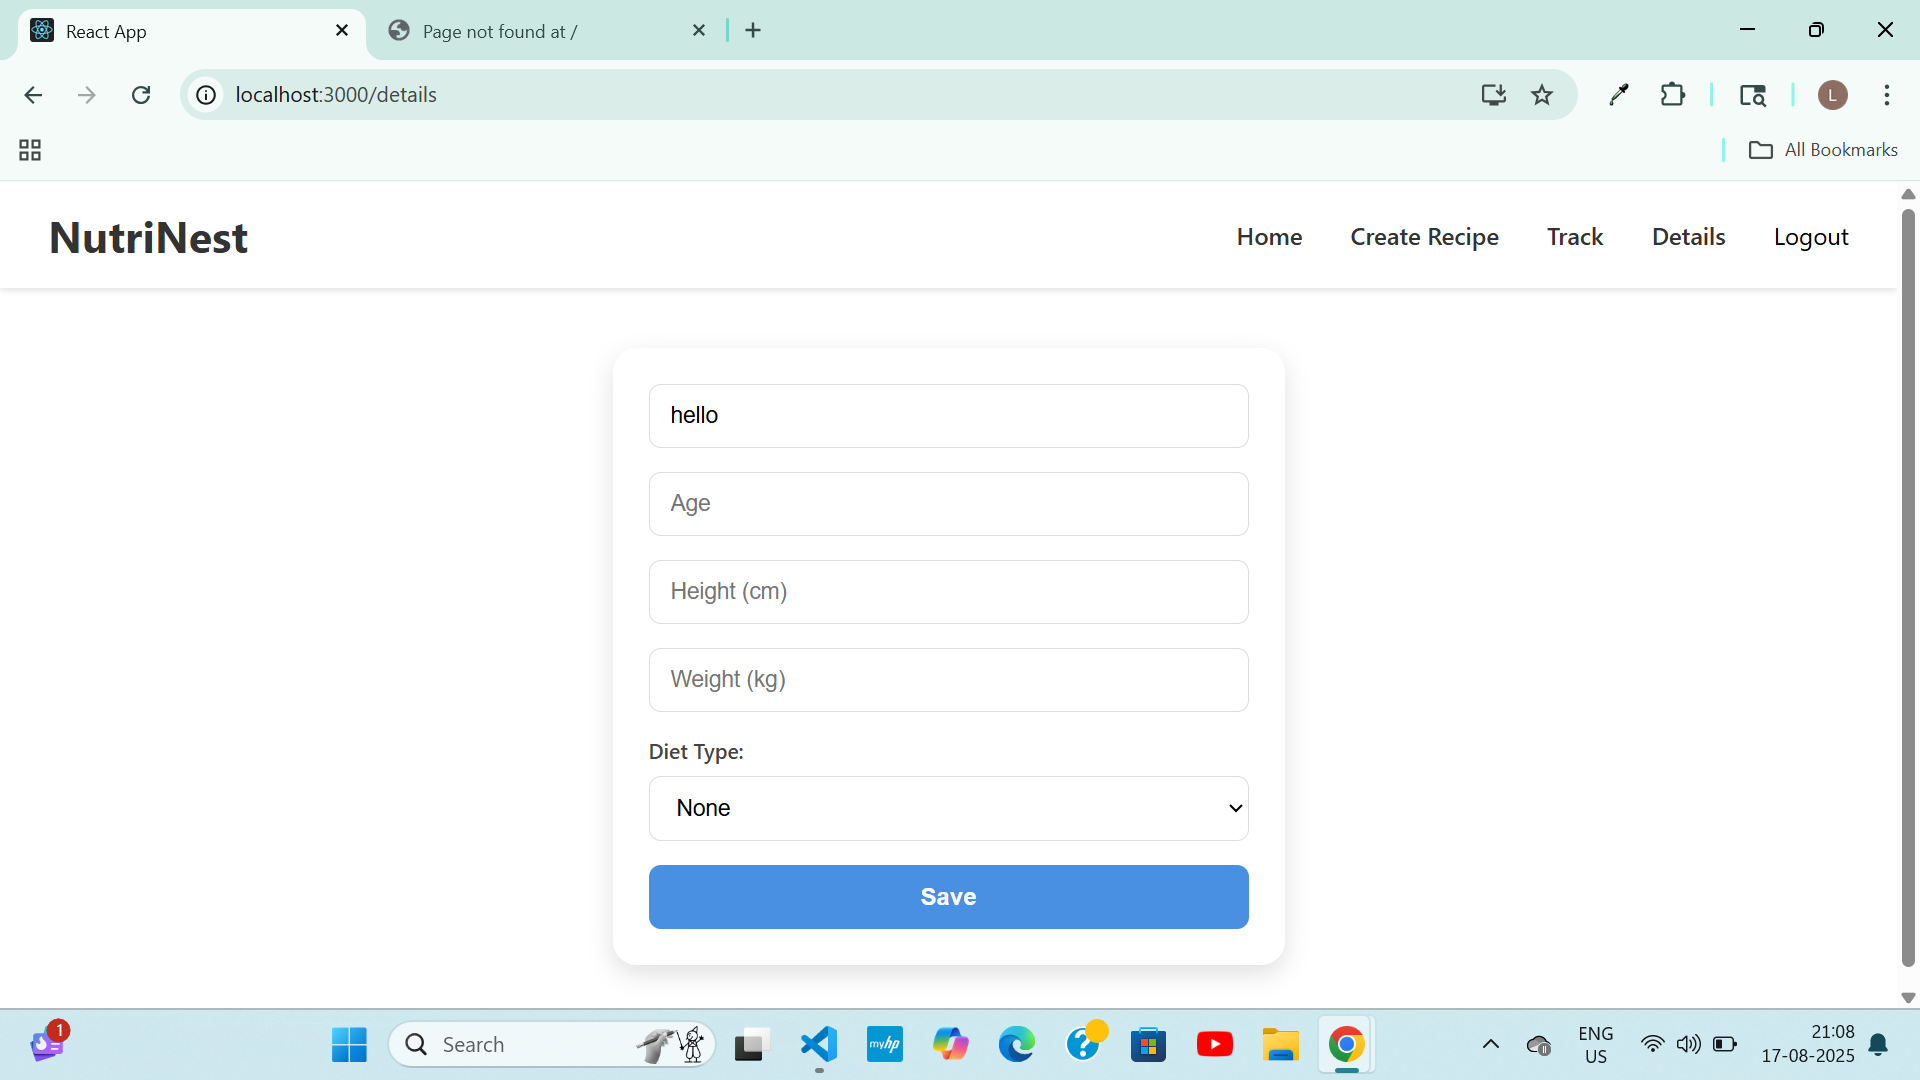 React App
Page not found at /
localhost:3000/details
L
All Bookmarks
NutriNest
Home
Create Recipe
Track
Details
Logout
hello
Age
Height (cm)
Weight (kg)
Diet Type:
None
Save
1
Search
myhp
ENG
US
21:08
17-08-2025